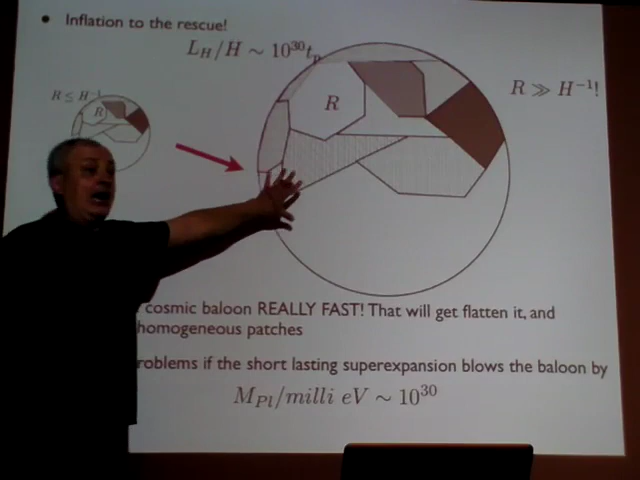 • Inflation to the rescue!
L_H/H ∼ 10^30 t_p
R ≤ H^-1
R
R
R ≫ H^-1!
cosmic baloon REALLY FAST! That will get flatten it, and
homogeneous patches
roblems if the short lasting superexpansion blows the baloon by
M_Pl/milli eV ∼ 10^30